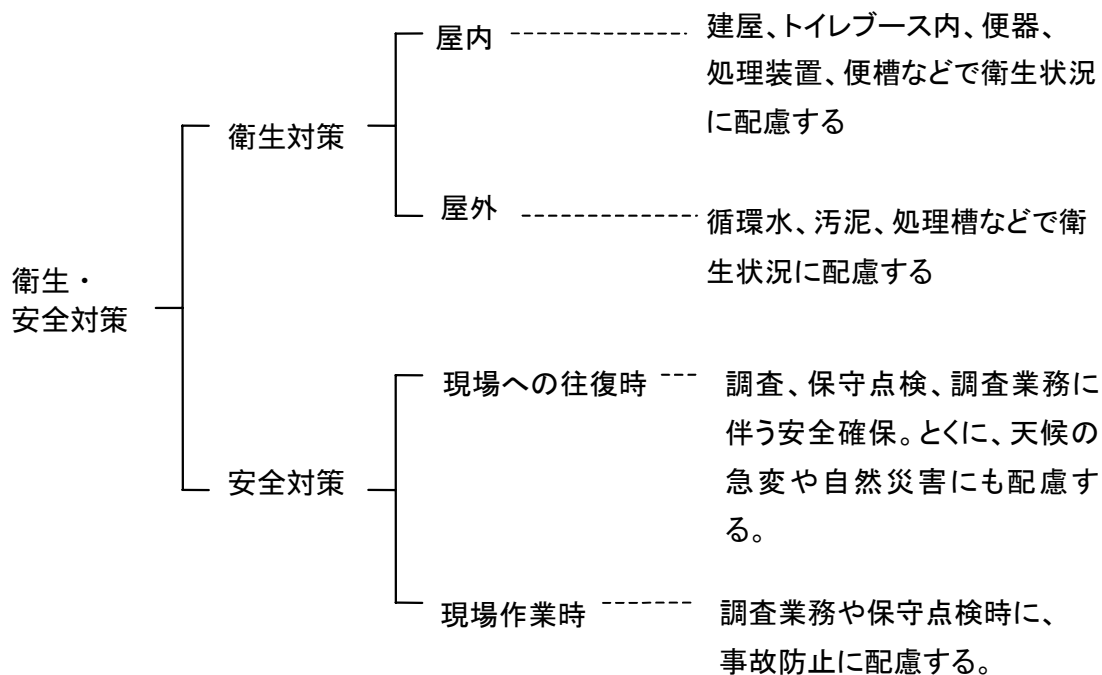 衛生・
安全対策
衛生対策
屋内
建屋、トイレブース内、便器、
処理装置、便槽などで衛生状況
に配慮する
屋外
循環水、汚泥、処理槽などで衛
生状況に配慮する
安全対策
現場への往復時
調査、保守点検、調査業務に
伴う安全確保。とくに、天候の
急変や自然災害にも配慮す
る。
現場作業時
調査業務や保守点検時に、
事故防止に配慮する。